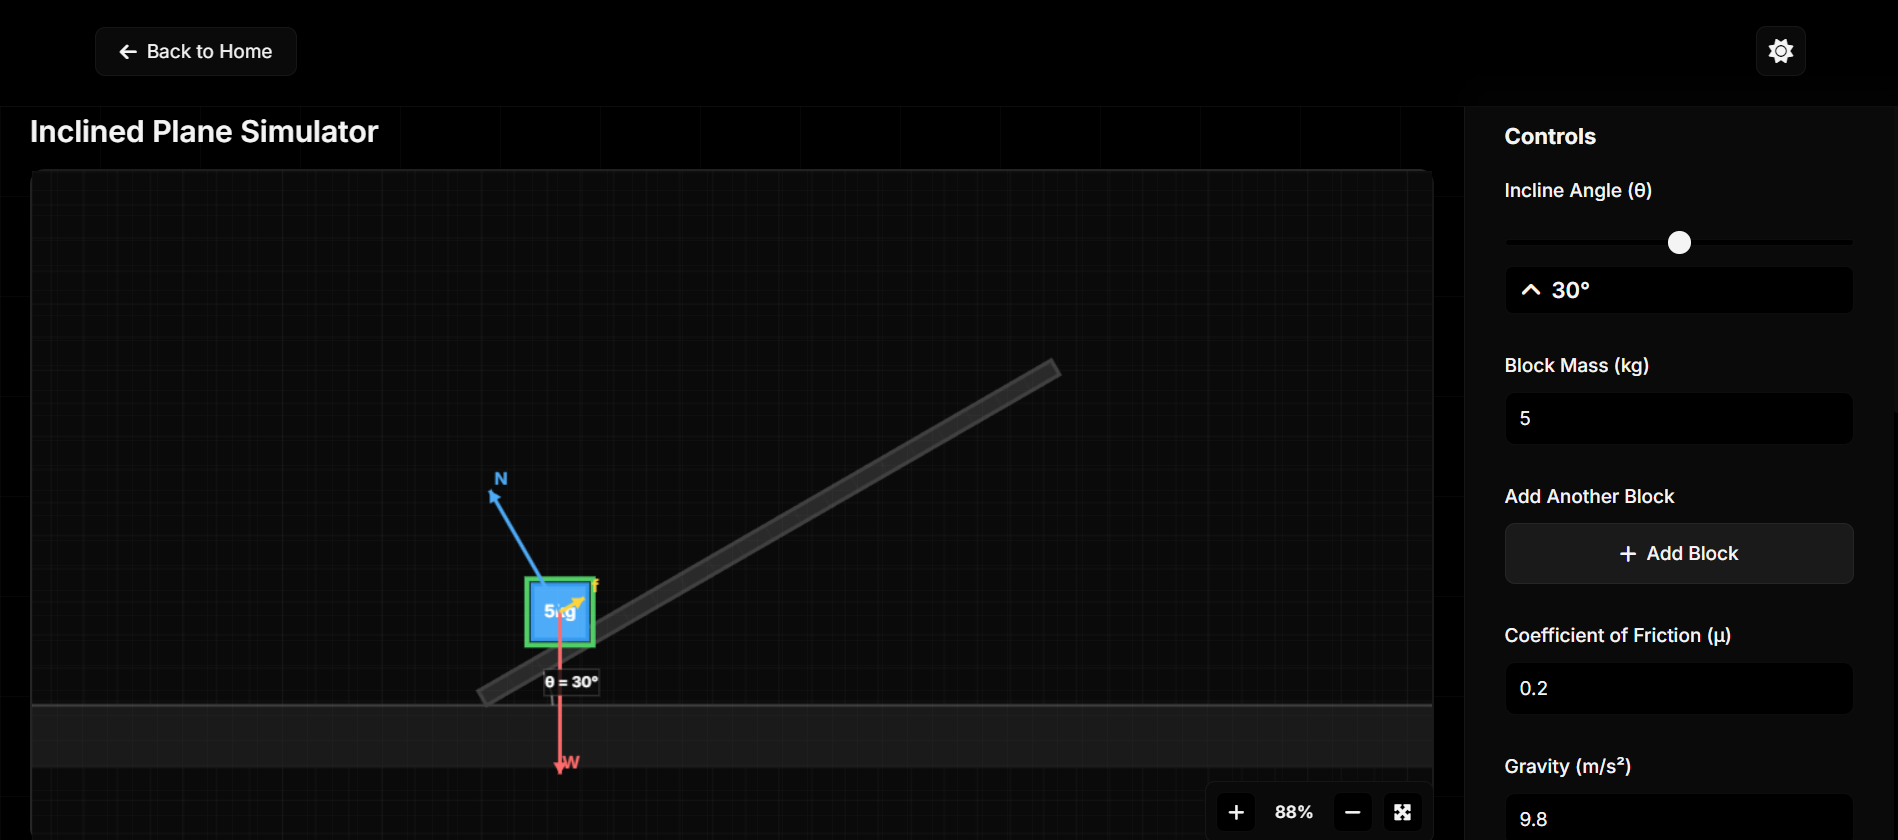 Back to Home
Inclined Plane Simulator
N
f
5kg
θ = 30°
W
88%
Controls
Incline Angle (θ)
30°
Block Mass (kg)
5
Add Another Block
+ Add Block
Coefficient of Friction (μ)
0.2
Gravity (m/s²)
9.8